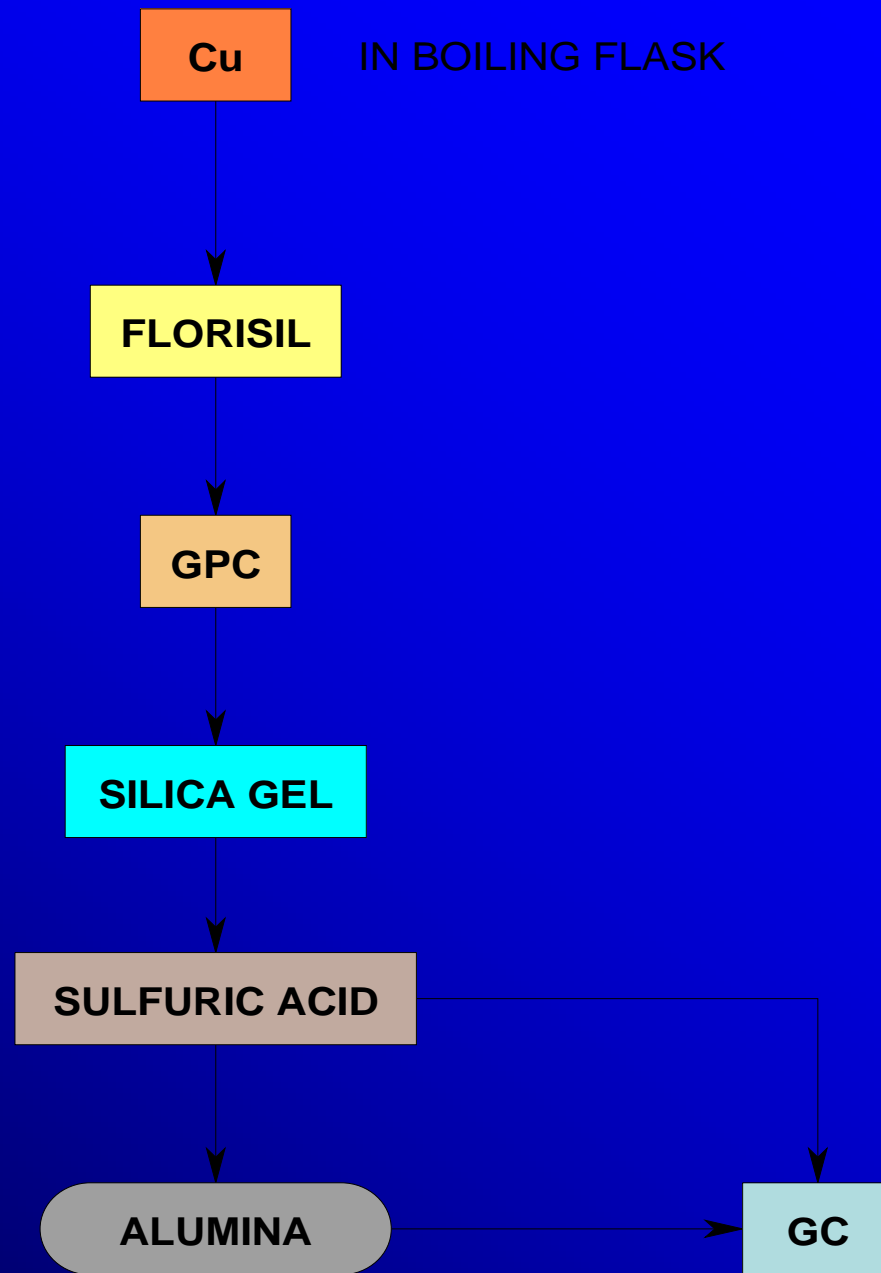 Cu
IN BOILING FLASK
FLORISIL
GPC
SILICA GEL
SULFURIC ACID
ALUMINA
GC